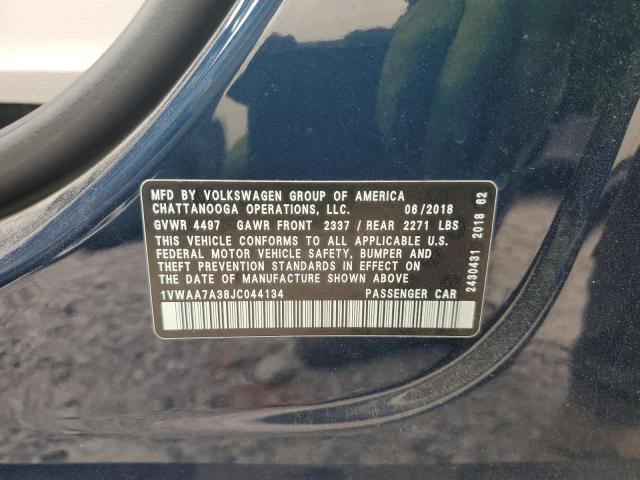 MFD BY VOLKSWAGEN GROUP OF AMERICA
CHATTANOOGA OPERATIONS, LLC. 06/2018
GVWR 4497 GAWR FRONT 2337 / REAR 2271 LBS
THIS VEHICLE CONFORMS TO ALL APPLICABLE U.S.
FEDERAL MOTOR VEHICLE SAFETY, BUMPER AND
THEFT PREVENTION STANDARDS IN EFFECT ON
THE DATE OF MANUFACTURE SHOWN ABOVE
1VWAA7A38JC044134 PASSENGER CAR
2430431 2018 62